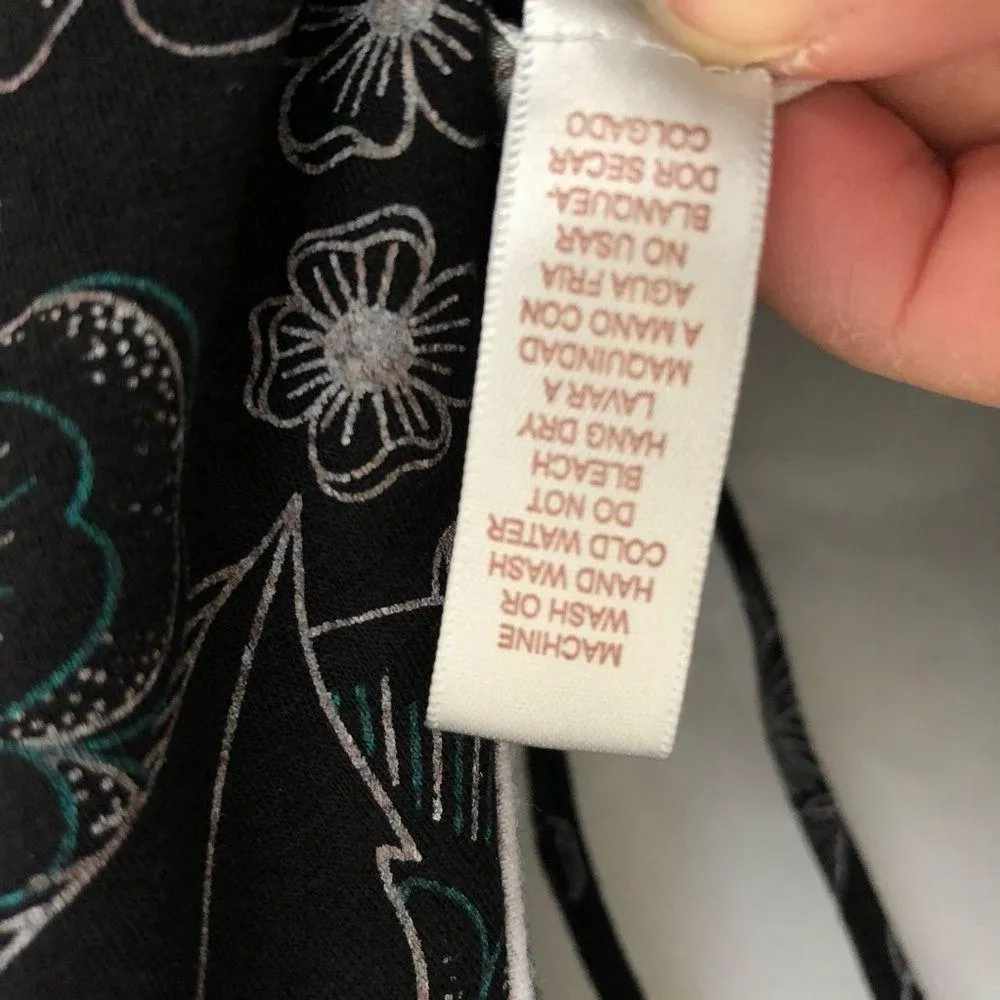 MACHINE
WASH OR
HAND WASH
COLD WATER
DO NOT
BLEACH
HANG DRY
LAVAR A
MAQUINDAD
A MANO CON
AGUA FRIA
NO USAR
BLANQUEA-
DOR SECAR
COLGADO